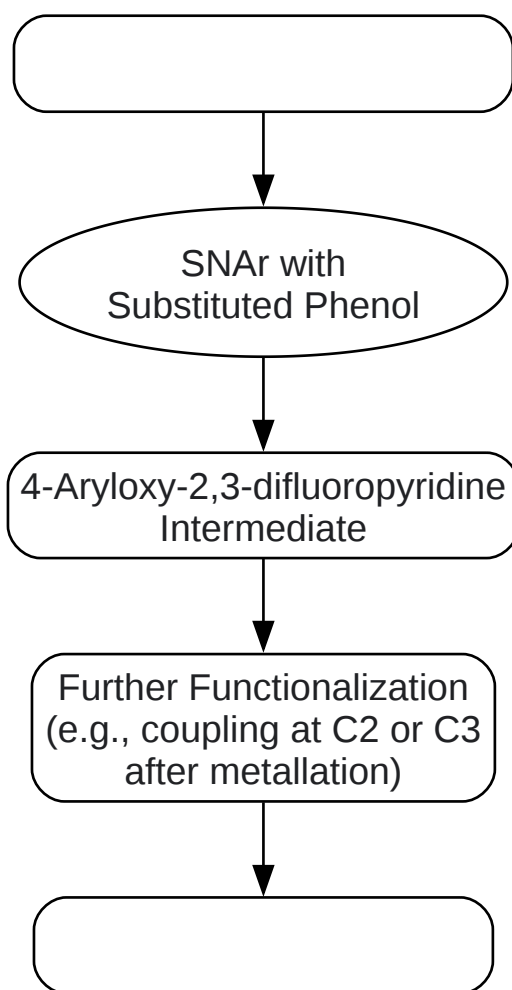 SNAr with
Substituted Phenol
4-Aryloxy-2,3-difluoropyridine
Intermediate
Further Functionalization
(e.g., coupling at C2 or C3
after metallation)